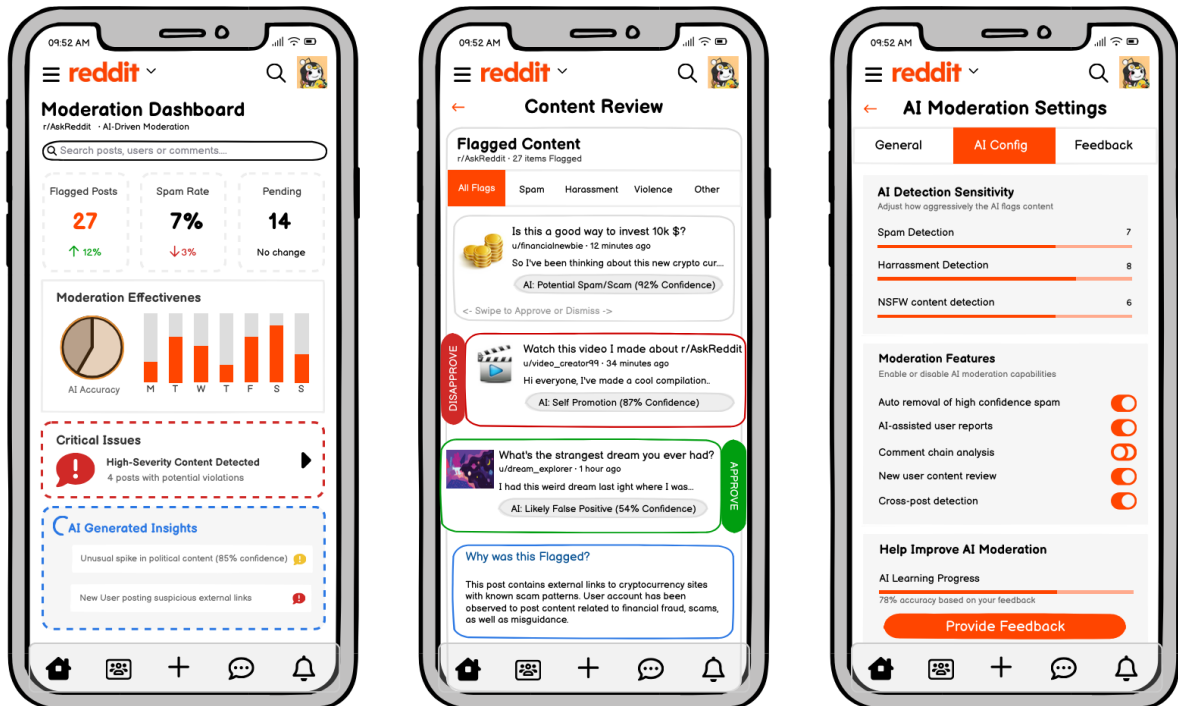 09:52 AM
reddit
Moderation Dashboard
r/AskReddit · AI-Driven Moderation
Search posts, users or comments....
Flagged Posts
27
↑ 12%
Spam Rate
7%
↓3%
Pending
14
No change
Moderation Effectivenes
AI Accuracy
M T W T F S S
Critical Issues
High-Severity Content Detected
4 posts with potential violations
AI Generated Insights
Unusual spike in political content (85% confidence)
New User posting suspicious external links
09:52 AM
reddit
← Content Review
Flagged Content
r/AskReddit · 27 items Flagged
All Flags Spam Harassment Violence Other
Is this a good way to invest 10k $?
u/financialnewbie · 12 minutes ago
So I've been thinking about this new crypto cur....
AI: Potential Spam/Scam (92% Confidence)
<- Swipe to Approve or Dismiss ->
DISAPPROVE
Watch this video I made about r/AskReddit
u/video_creator99 · 34 minutes ago
Hi everyone, I've made a cool compilation..
AI: Self Promotion (87% Confidence)
What's the strangest dream you ever had?
u/dream_explorer · 1 hour ago
I had this weird dream last ight where I was...
AI: Likely False Positive (54% Confidence)
APPROVE
Why was this Flagged?
This post contains external links to cryptocurrency sites
with known scam patterns. User account has been
observed to post content related to financial fraud, scams,
as well as misguidance.
09:52 AM
reddit
← AI Moderation Settings
General AI Config Feedback
AI Detection Sensitivity
Adjust how aggressively the AI flags content
Spam Detection 7
Harrassment Detection 8
NSFW content detection 6
Moderation Features
Enable or disable AI moderation capabilities
Auto removal of high confidence spam
AI-assisted user reports
Comment chain analysis
New user content review
Cross-post detection
Help Improve AI Moderation
AI Learning Progress
78% accuracy based on your feedback
Provide Feedback